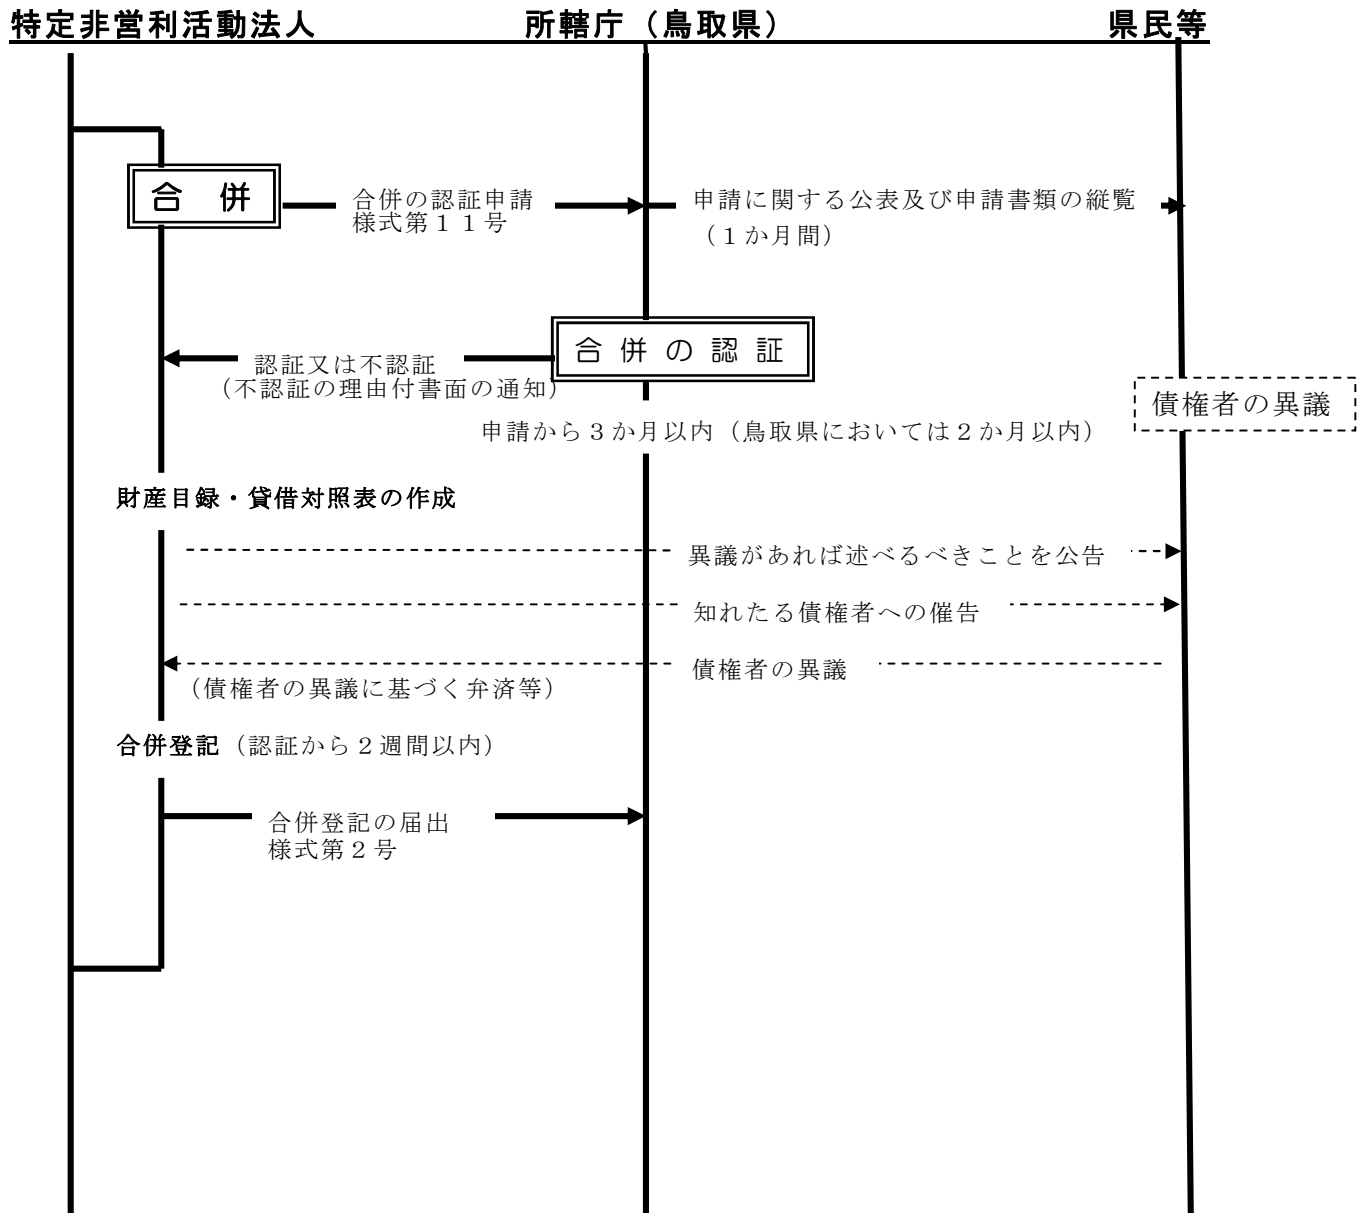 特定非営利活動法人　所轄庁（鳥取県）　県民等
合　併
合併の認証申請
様式第１１号
申請に関する公表及び申請書類の縦覧
（１か月間）
合併の認証
認証又は不認証
（不認証の理由付書面の通知）
債権者の異議
申請から３か月以内（鳥取県においては２か月以内）
財産目録・貸借対照表の作成
異議があれば述べるべきことを公告
知れたる債権者への催告
債権者の異議
（債権者の異議に基づく弁済等）
合併登記（認証から２週間以内）
合併登記の届出
様式第２号